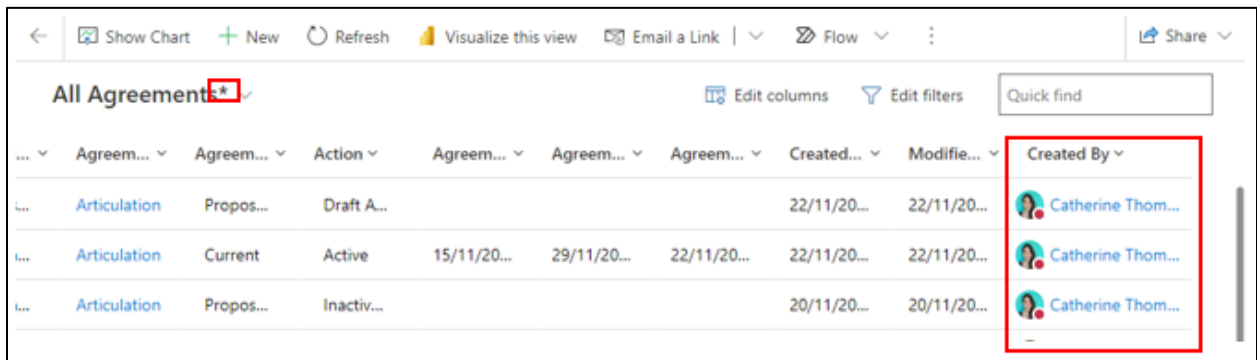 Show Chart New Refresh Visualize this view Email a Link Flow Share
All Agreements* Edit columns Edit filters Quick find
... Agreem... Agreem... Action Agreem... Agreem... Agreem... Created... Modifie... Created By
Articulation Propos... Draft A... 22/11/20... 22/11/20... Catherine Thom...
Articulation Current Active 15/11/20... 29/11/20... 22/11/20... 22/11/20... 22/11/20... Catherine Thom...
Articulation Propos... Inactiv... 20/11/20... 20/11/20... Catherine Thom...